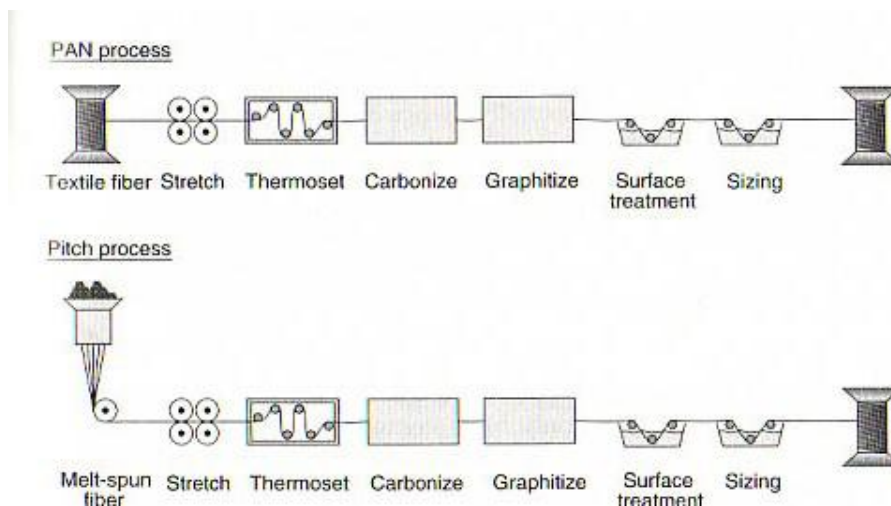 PAN process
Textile fiber Stretch Thermoset Carbonize Graphitize Surface treatment Sizing
Pitch process
Melt-spun fiber Stretch Thermoset Carbonize Graphitize Surface treatment Sizing